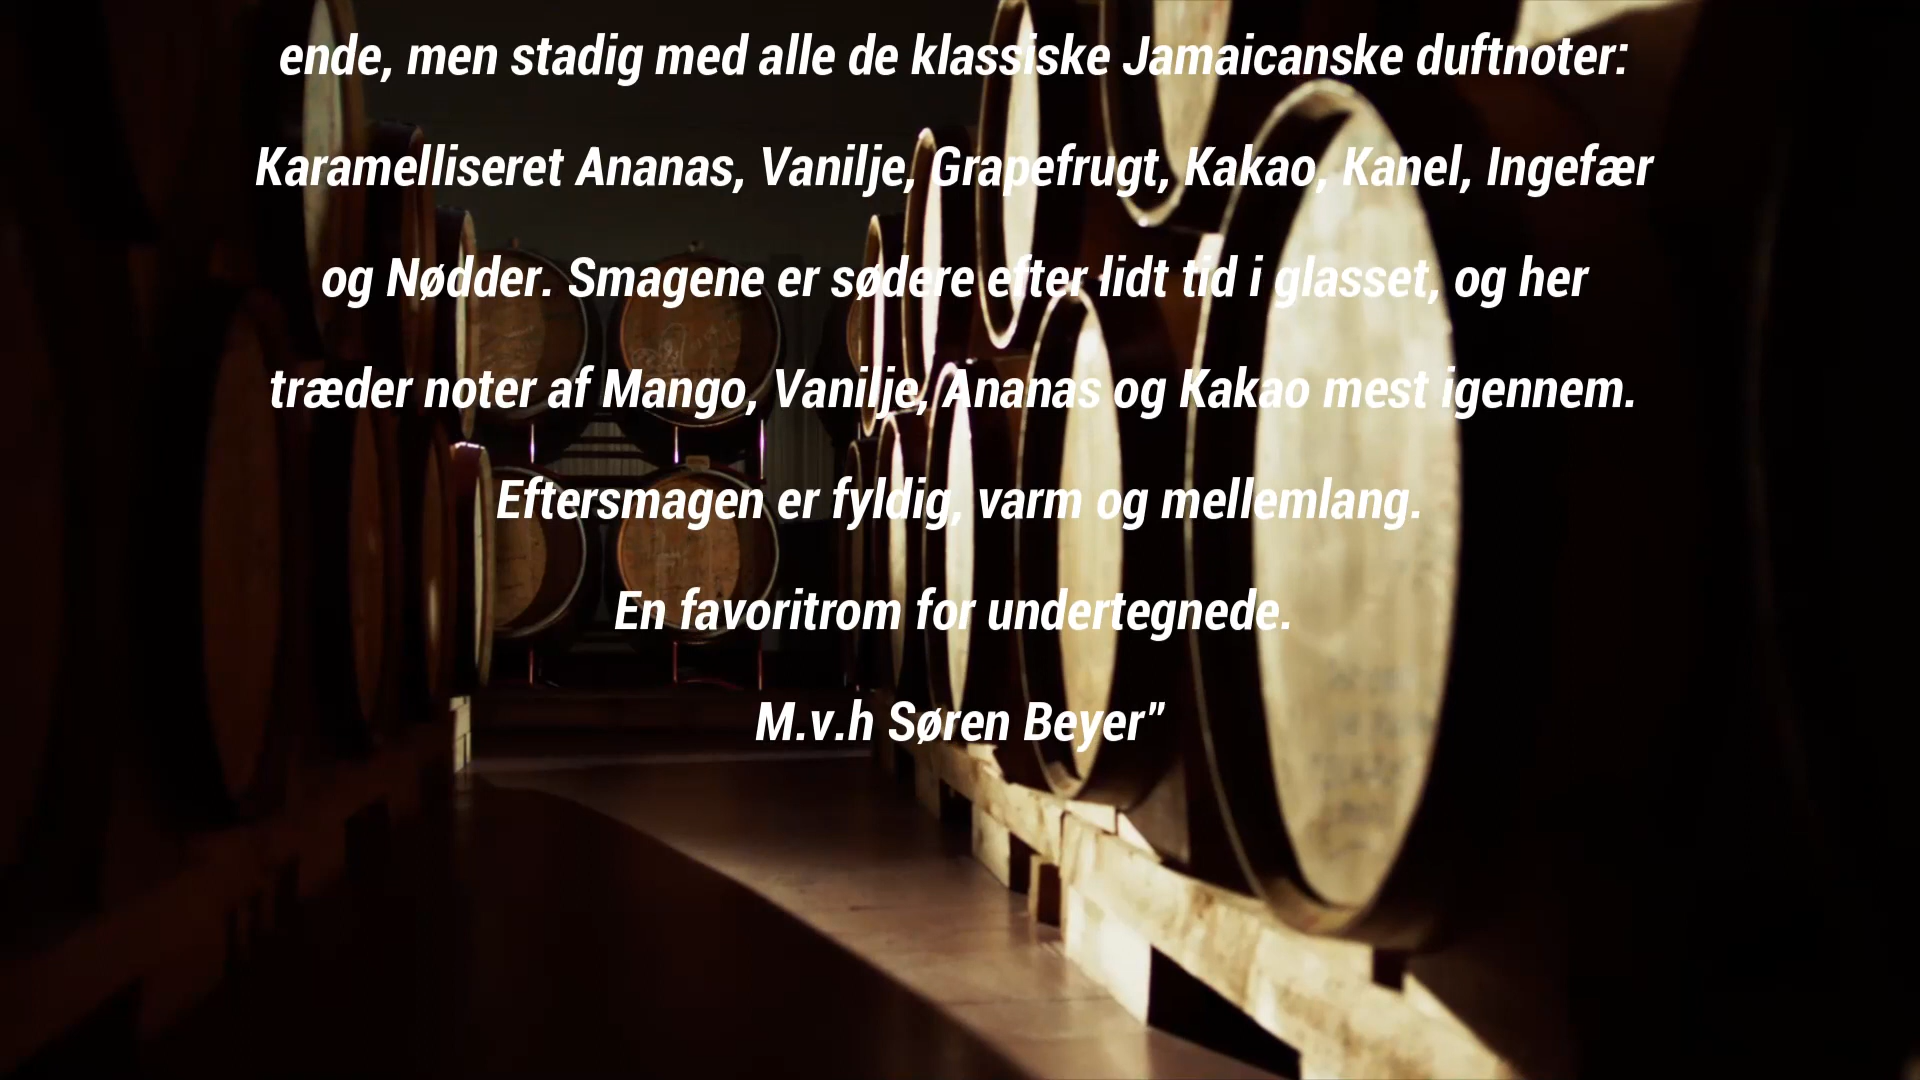 ende, men stadig med alle de klassiske Jamaicanske duftnoter:
Karamelliseret Ananas, Vanilje, Grapefrugt, Kakao, Kanel, Ingefær
og Nødder. Smagene er sødere efter lidt tid i glasset, og her
træder noter af Mango, Vanilje, Ananas og Kakao mest igennem.
Eftersmagen er fyldig, varm og mellemlang.
En favoritrom for undertegnede.
M.v.h Søren Beyer”